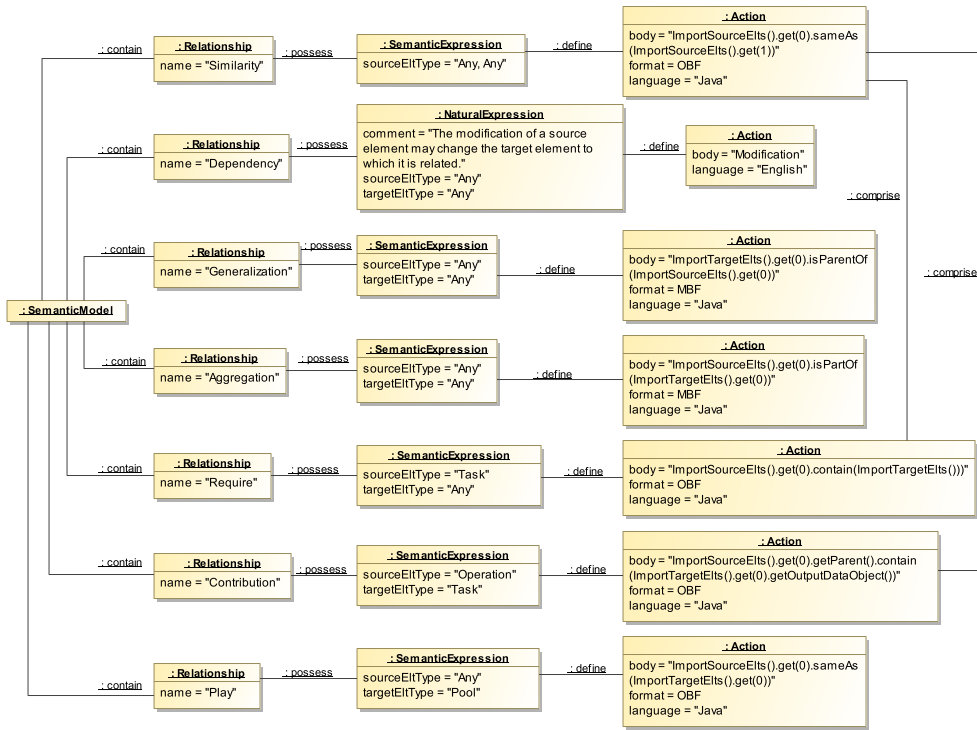 : Action
body = "ImportSourceElts().get(0).sameAs
(ImportSourceElts().get(1))"
format = OBF
language = "Java"
: contain
: Relationship
name = "Similarity"
: possess
: SemanticExpression
sourceEltType = "Any, Any"
: define
: contain
: Relationship
name = "Dependency"
: possess
: NaturalExpression
comment = "The modification of a source
element may change the target element to
which it is related."
sourceEltType = "Any"
targetEltType = "Any"
: define
: Action
body = "Modification"
language = "English"
: comprise
: contain
: Relationship
name = "Generalization"
: possess
: SemanticExpression
sourceEltType = "Any"
targetEltType = "Any"
: define
: Action
body = "ImportTargetElts().get(0).isParentOf
(ImportSourceElts().get(0))"
format = MBF
language = "Java"
: comprise
: SemanticModel
: contain
: Relationship
name = "Aggregation"
: possess
: SemanticExpression
sourceEltType = "Any"
targetEltType = "Any"
: define
: Action
body = "ImportSourceElts().get(0).isPartOf
(ImportTargetElts().get(0))"
format = MBF
language = "Java"
: contain
: Relationship
name = "Require"
: possess
: SemanticExpression
sourceEltType = "Task"
targetEltType = "Any"
: define
: Action
body = "ImportSourceElts().get(0).contain(ImportTargetElts()))"
format = OBF
language = "Java"
: contain
: Relationship
name = "Contribution"
: possess
: SemanticExpression
sourceEltType = "Operation"
targetEltType = "Task"
: define
: Action
body = "ImportSourceElts().get(0).getParent().contain
(ImportTargetElts().get(0).getOutputDataObject())"
format = OBF
language = "Java"
: contain
: Relationship
name = "Play"
: possess
: SemanticExpression
sourceEltType = "Any"
targetEltType = "Pool"
: define
: Action
body = "ImportSourceElts().get(0).sameAs
(ImportTargetElts().get(0))"
format = OBF
language = "Java"